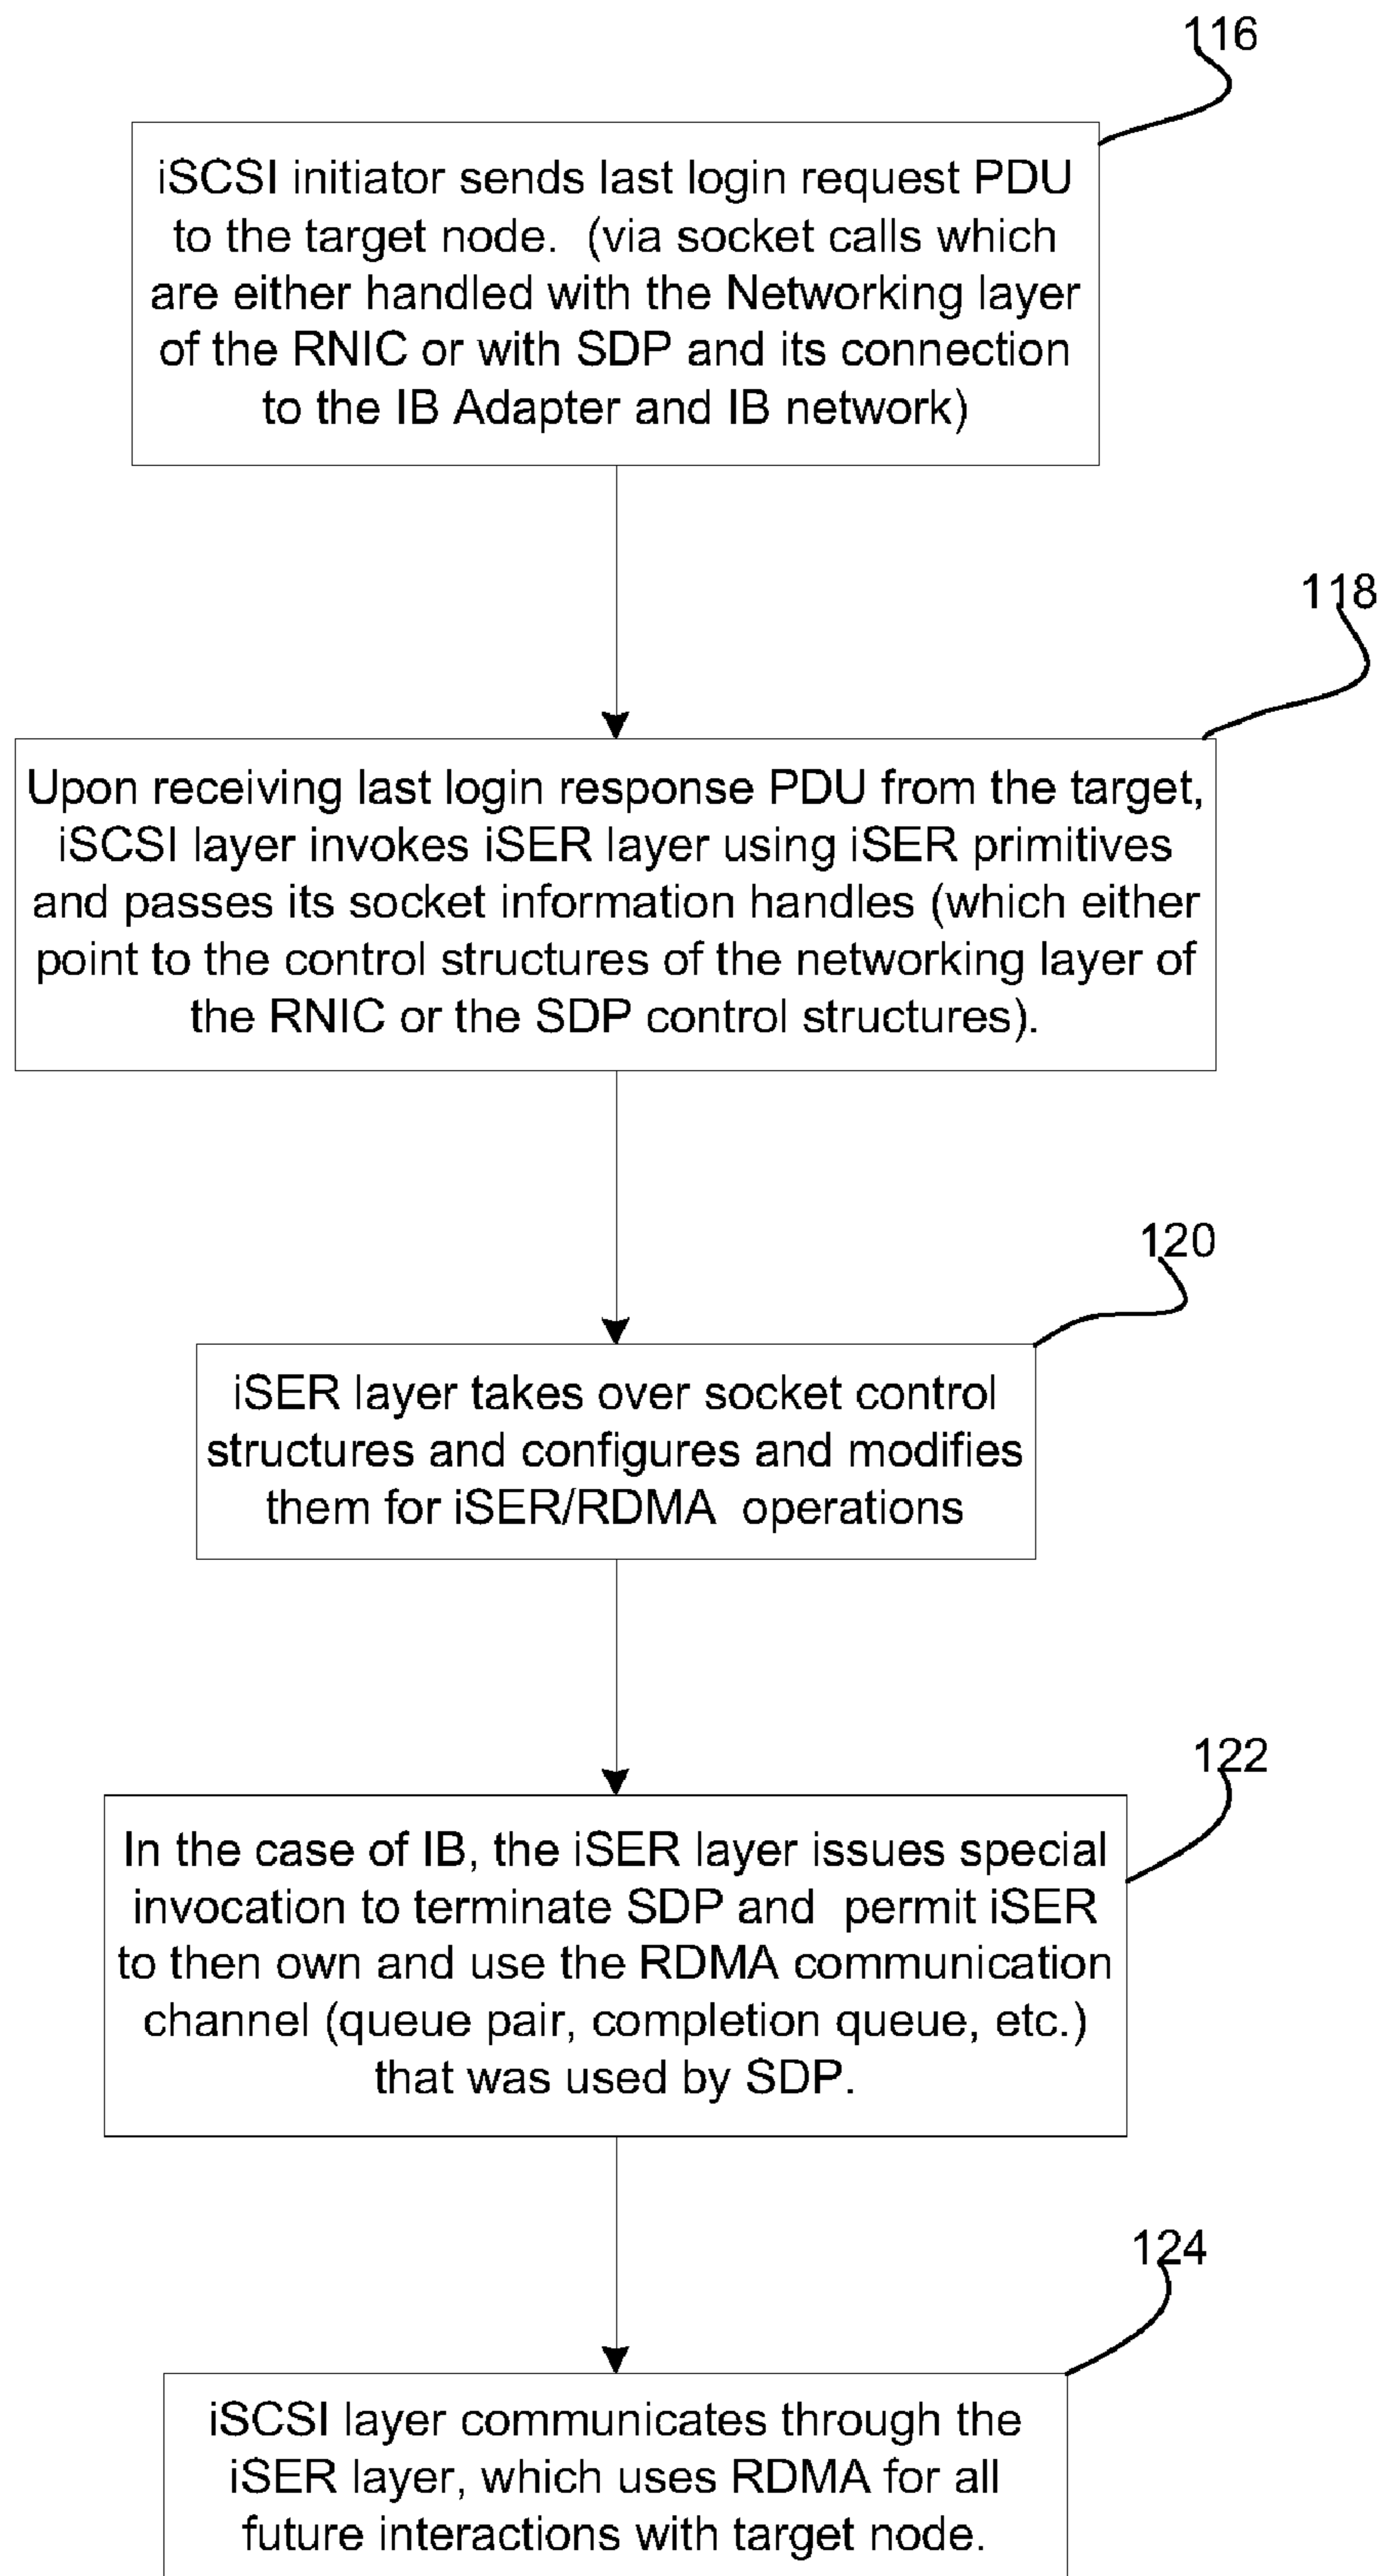 116
iSCSI initiator sends last login request PDU
to the target node.  (via socket calls which
are either handled with the Networking layer
of the RNIC or with SDP and its connection
to the IB Adapter and IB network)
118
Upon receiving last login response PDU from the target,
iSCSI layer invokes iSER layer using iSER primitives
and passes its socket information handles (which either
point to the control structures of the networking layer of
the RNIC or the SDP control structures).
120
iSER layer takes over socket control
structures and configures and modifies
them for iSER/RDMA  operations
122
In the case of IB, the iSER layer issues special
invocation to terminate SDP and  permit iSER
to then own and use the RDMA communication
channel (queue pair, completion queue, etc.)
that was used by SDP.
124
iSCSI layer communicates through the
iSER layer, which uses RDMA for all
future interactions with target node.